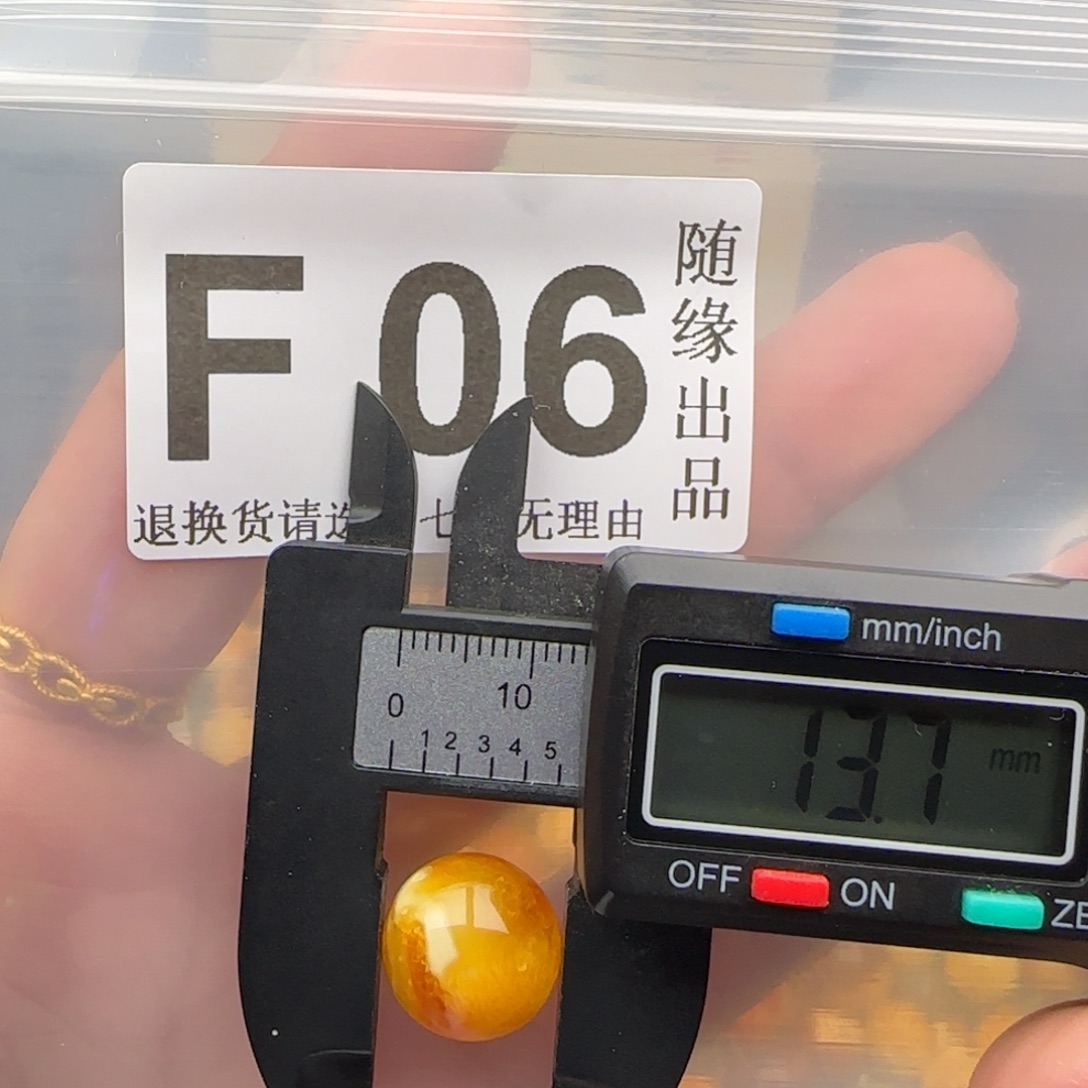 F 06
随缘出品
退换货请选 七 无理由
mm/inch
0 10
1 2 3 4 5
13.7 mm
OFF ON ZE